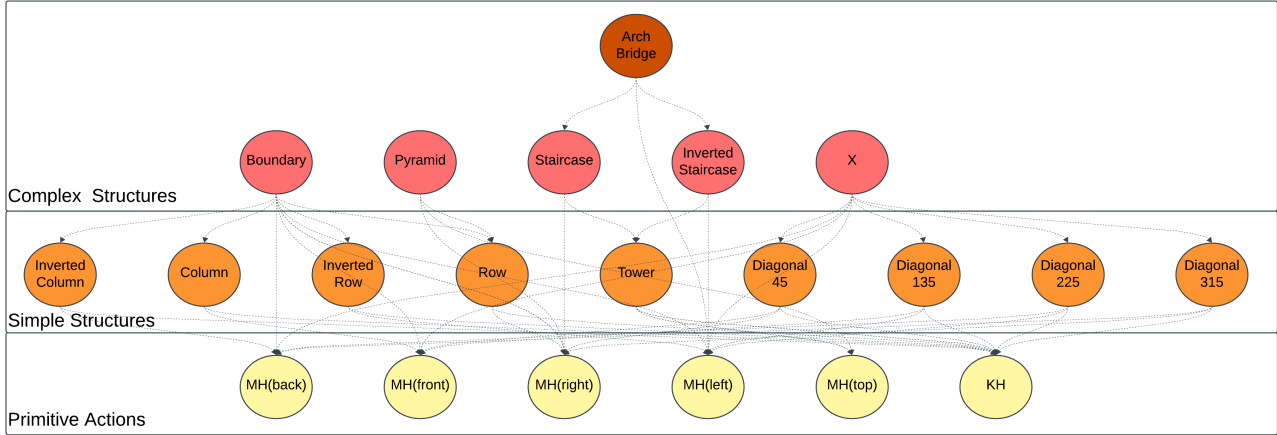 Arch
Bridge
Boundary
Pyramid
Staircase
Inverted
Staircase
X
Complex  Structures
Inverted
Column
Column
Inverted
Row
Row
Tower
Diagonal
45
Diagonal
135
Diagonal
225
Diagonal
315
Simple Structures
MH(back)
MH(front)
MH(right)
MH(left)
MH(top)
KH
Primitive Actions